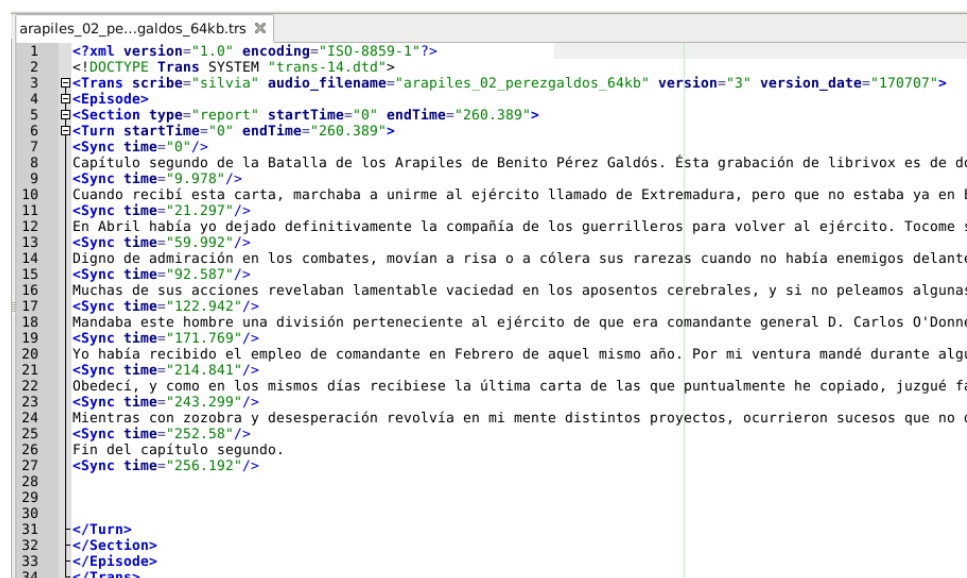 arapiles_02_pe...galdos_64kb.trs
1 <?xml version="1.0" encoding="ISO-8859-1"?>
2 <!DOCTYPE Trans SYSTEM "trans-14.dtd">
3 <Trans scribe="silvia" audio_filename="arapiles_02_perezgaldos_64kb" version="3" version_date="170707">
4 <Episode>
5 <Section type="report" startTime="0" endTime="260.389">
6 <Turn startTime="0" endTime="260.389">
7 <Sync time="0"/>
8 Capítulo segundo de la Batalla de los Arapiles de Benito Pérez Galdós. Ésta grabación de librivox es de
9 <Sync time="9.978"/>
10 Cuando recibí esta carta, marchaba a unirme al ejército llamado de Extremadura, pero que no estaba ya en
11 <Sync time="21.297"/>
12 En Abril había yo dejado definitivamente la compañía de los guerrilleros para volver al ejército. Tocome
13 <Sync time="59.992"/>
14 Digno de admiración en los combates, movían a risa o a cólera sus rarezas cuando no había enemigos delante
15 <Sync time="92.587"/>
16 Muchas de sus acciones revelaban lamentable vaciedad en los aposentos cerebrales, y si no peleamos algunas
17 <Sync time="122.942"/>
18 Mandaba este hombre una división perteneciente al ejército de que era comandante general D. Carlos O'Donne
19 <Sync time="171.769"/>
20 Yo había recibido el empleo de comandante en Febrero de aquel mismo año. Por mi ventura mandé durante
21 <Sync time="214.841"/>
22 Obedecí, y como en los mismos días recibiese la última carta de las que puntualmente he copiado, juzgué
23 <Sync time="243.299"/>
24 Mientras con zozobra y desesperación revolvía en mi mente distintos proyectos, ocurrieron sucesos que no
25 <Sync time="252.58"/>
26 Fin del capítulo segundo.
27 <Sync time="256.192"/>
28
29
30
31 </Turn>
32 </Section>
33 </Episode>
34 </Trans>